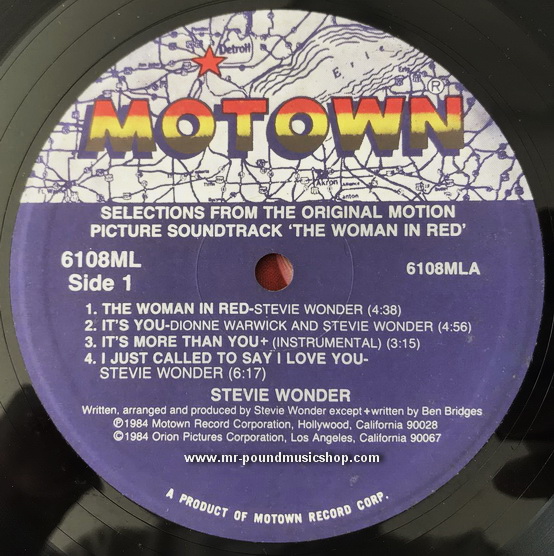 Detroit
Erie
MOTOWN®
Akron
Canton
SELECTIONS FROM THE ORIGINAL MOTION
PICTURE SOUNDTRACK 'THE WOMAN IN RED'
6108ML
Side 1
6108MLA
1. THE WOMAN IN RED-STEVIE WONDER (4:38)
2. IT'S YOU-DIONNE WARWICK AND STEVIE WONDER (4:56)
3. IT'S MORE THAN YOU+ (INSTRUMENTAL) (3:15)
4. I JUST CALLED TO SAY I LOVE YOU-
STEVIE WONDER (6:17)
STEVIE WONDER
Written, arranged and produced by Stevie Wonder except + written by Ben Bridges
℗1984 Motown Record Corporation, Hollywood, California 90028
©1984 Orion Pictures Corporation, Los Angeles, California 90067
www.mr-poundmusicshop.com
A PRODUCT OF MOTOWN RECORD CORP.